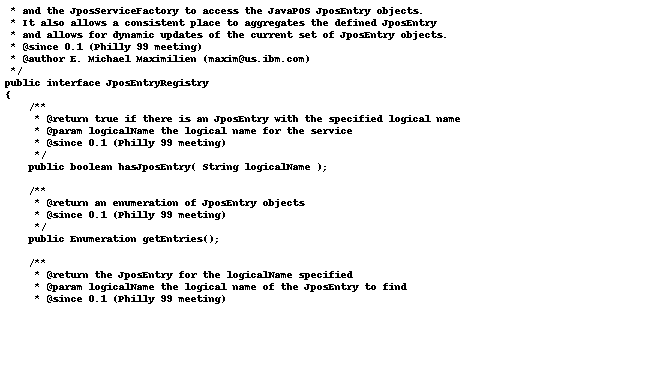 * and the JposServiceFactory to access the JavaPOS JposEntry objects.
 * It also allows a consistent place to aggregates the defined JposEntry
 * and allows for dynamic updates of the current set of JposEntry objects.
 * @since 0.1 (Philly 99 meeting)
 * @author E. Michael Maximilien (maxim@us.ibm.com)
 */
public interface JposEntryRegistry
{
    /**
     * @return true if there is an JposEntry with the specified logical name
     * @param logicalName the logical name for the service
     * @since 0.1 (Philly 99 meeting)
     */
    public boolean hasJposEntry( String logicalName );

    /**
     * @return an enumeration of JposEntry objects
     * @since 0.1 (Philly 99 meeting)
     */
    public Enumeration getEntries();

    /**
     * @return the JposEntry for the logicalName specified
     * @param logicalName the logical name of the JposEntry to find
     * @since 0.1 (Philly 99 meeting)